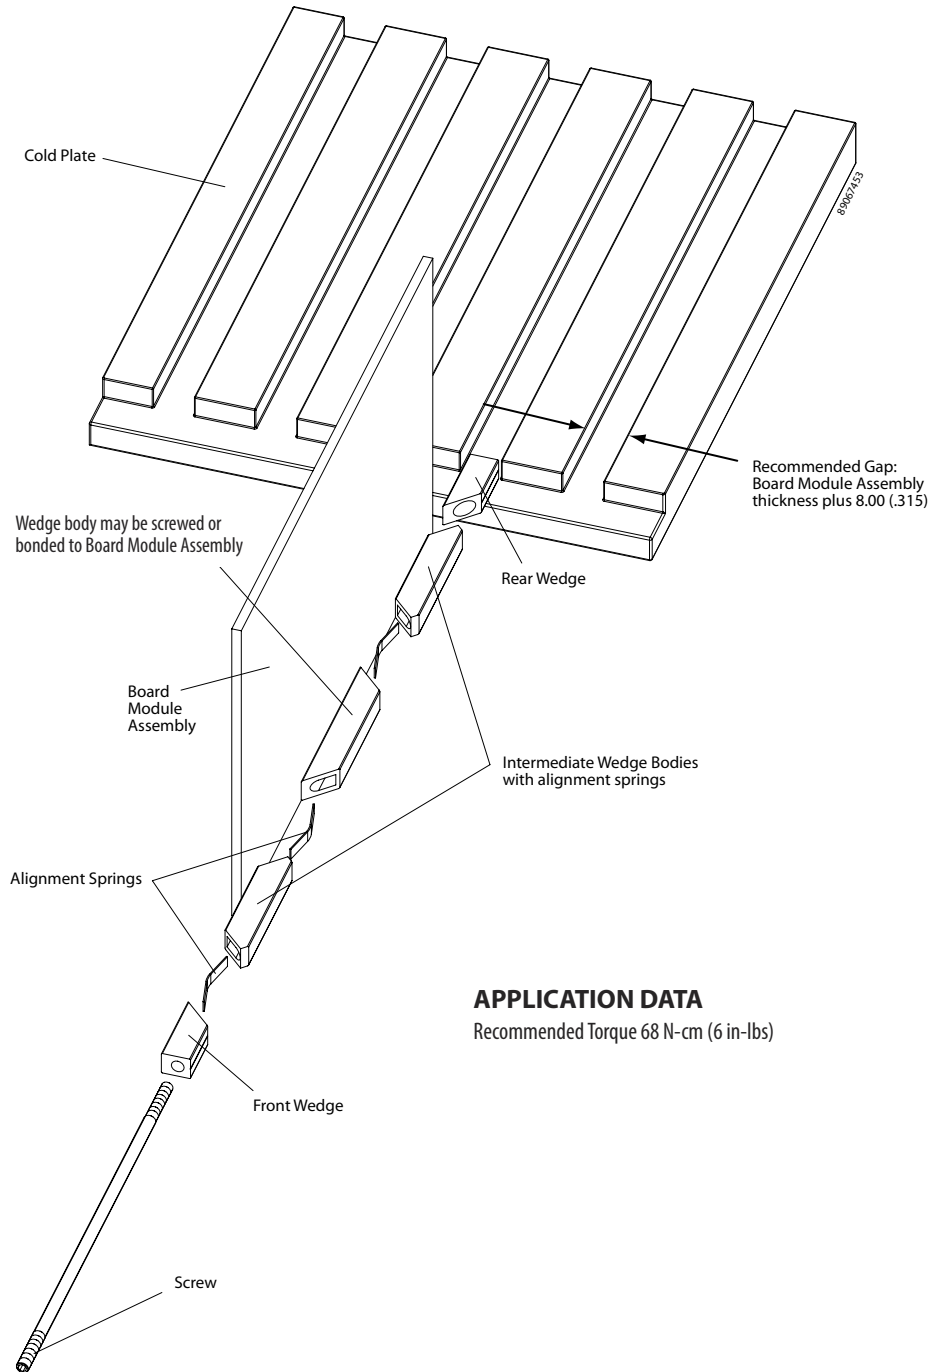 Cold Plate
89067453
Recommended Gap:
Board Module Assembly
thickness plus 8.00 (.315)
Wedge body may be screwed or
bonded to Board Module Assembly
Rear Wedge
Board
Module
Assembly
Intermediate Wedge Bodies
with alignment springs
Alignment Springs
APPLICATION DATA
Recommended Torque 68 N-cm (6 in-lbs)
Front Wedge
Screw